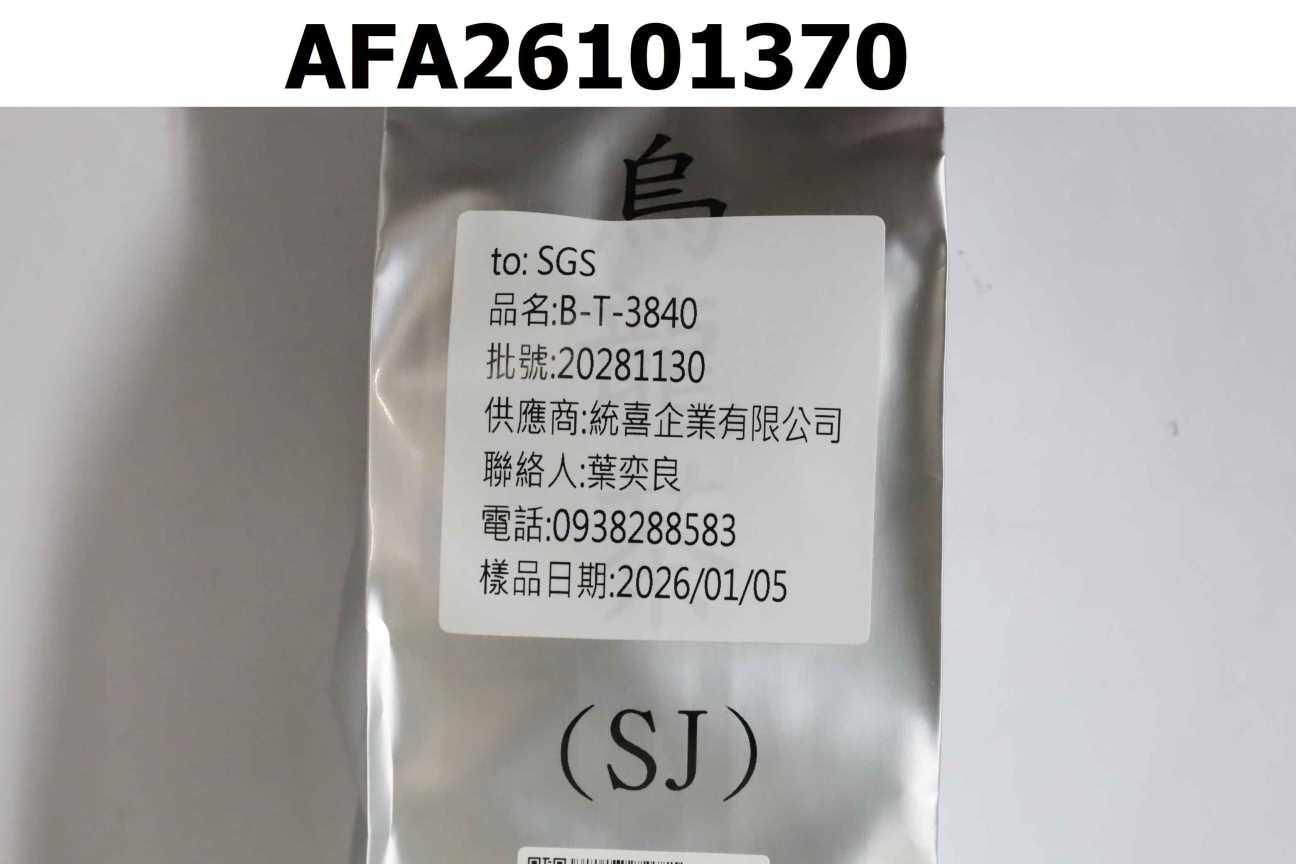 AFA26101370
烏
to: SGS
品名:B-T-3840
批號:20281130
供應商:統喜企業有限公司
聯絡人:葉奕良
電話:0938288583
樣品日期:2026/01/05
(SJ)